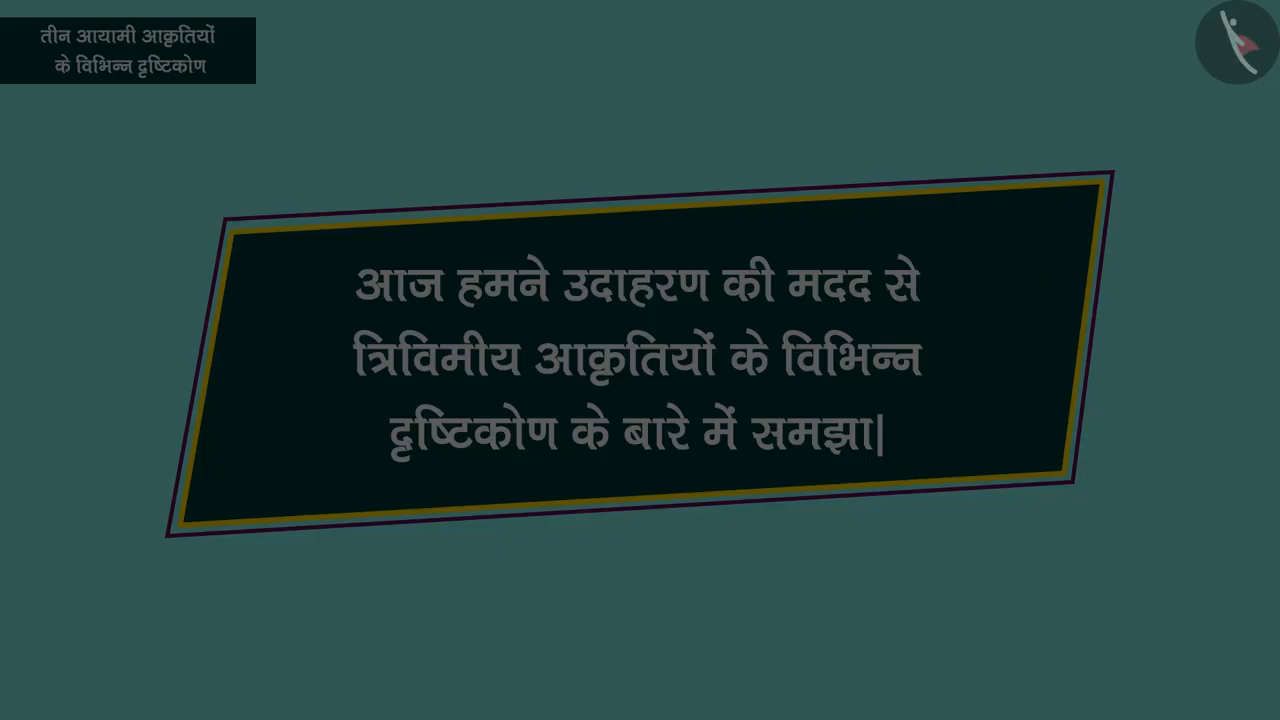 तीन आयामी आकृतियों
के विभिन्न दृष्टिकोण
आज हमने उदाहरण की मदद से
त्रिविमीय आकृतियों के विभिन्न
दृष्टिकोण के बारे में समझा|